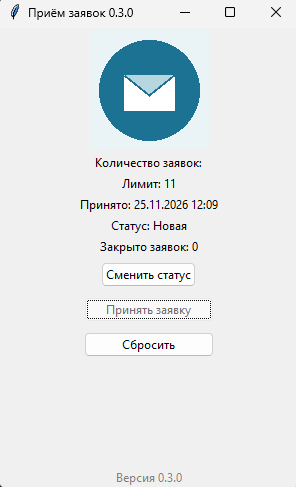 Приём заявок 0.3.0
Количество заявок:
Лимит: 11
Принято: 25.11.2026 12:09
Статус: Новая
Закрыто заявок: 0
Сменить статус
Принять заявку
Сбросить
Версия 0.3.0